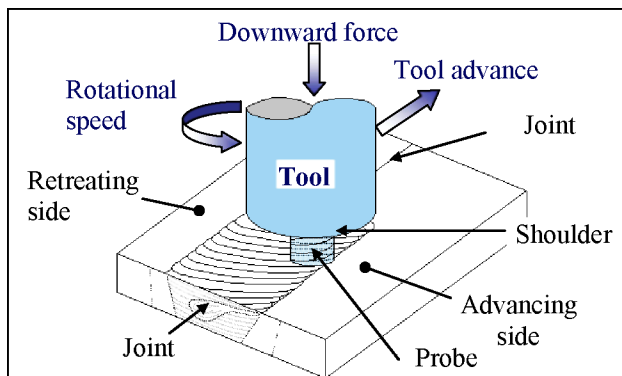 Downward force
Tool advance
Rotational
speed
Joint
Retreating
side
Tool
Shoulder
Advancing
side
Joint
Probe